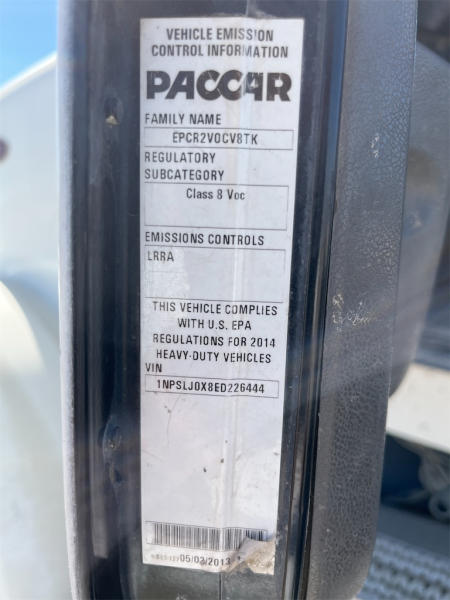 VEHICLE EMISSION
CONTROL INFORMATION
PACCAR
FAMILY NAME
EPCR2VOCV8TK
REGULATORY
SUBCATEGORY
Class 8 Voc
EMISSIONS CONTROLS
LRRA
THIS VEHICLE COMPLIES
WITH U.S. EPA
REGULATIONS FOR 2014
HEAVY-DUTY VEHICLES
VIN
1NPSLJ0X8ED226444
05/03/2013